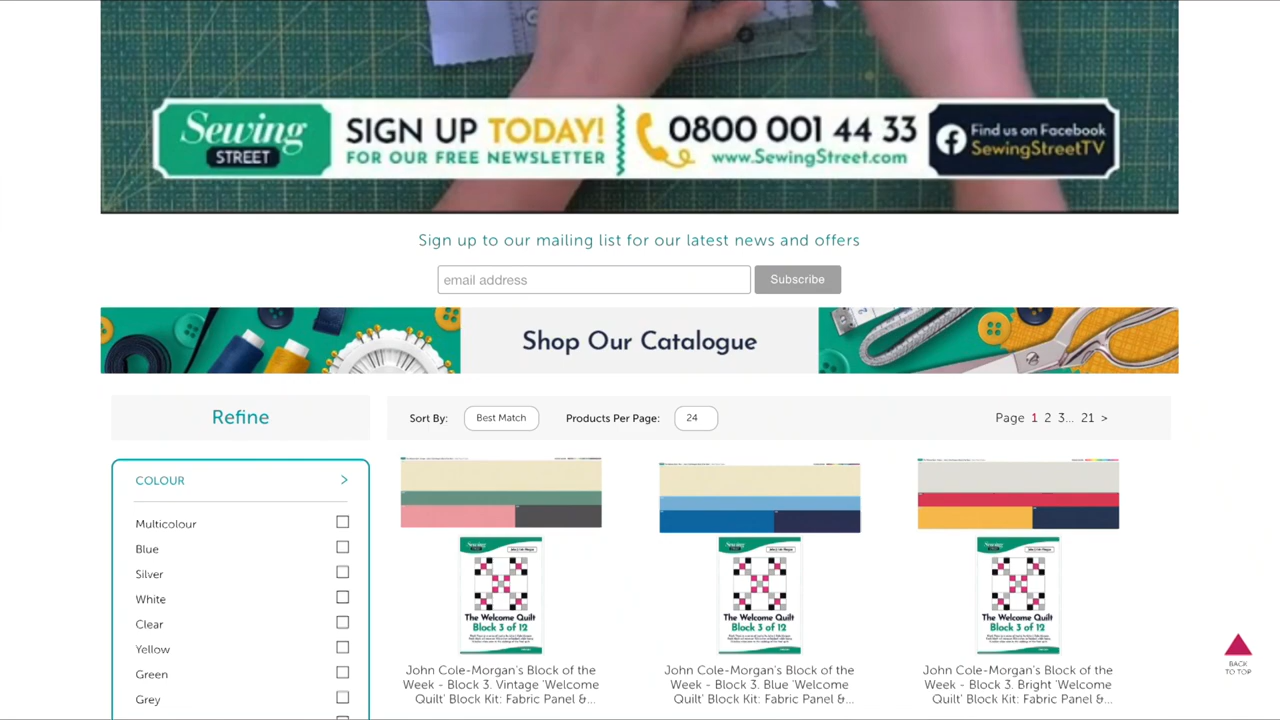 Sewing
STREET
SIGN UP TODAY!
FOR OUR FREE NEWSLETTER
0800 001 44 33
www.SewingStreet.com
Find us on Facebook
SewingStreetTV
Sign up to our mailing list for our latest news and offers
email address
Subscribe
Shop Our Catalogue
Refine
Sort By:
Best Match
Products Per Page:
24
Page 1 2 3... 21 >
COLOUR >
Multicolour
Blue
Silver
White
Clear
Yellow
Green
Grey
Sewing
The Welcome Quilt
Block 3 of 12
John Cole-Morgan's Block of the
Week - Block 3. Vintage 'Welcome
Quilt' Block Kit: Fabric Panel &...
Sewing
The Welcome Quilt
Block 3 of 12
John Cole-Morgan's Block of the
Week - Block 3. Blue 'Welcome
Quilt' Block Kit: Fabric Panel &...
Sewing
The Welcome Quilt
Block 3 of 12
John Cole-Morgan's Block of the
Week - Block 3. Bright 'Welcome
Quilt' Block Kit: Fabric Panel &...
BACK
TO TOP